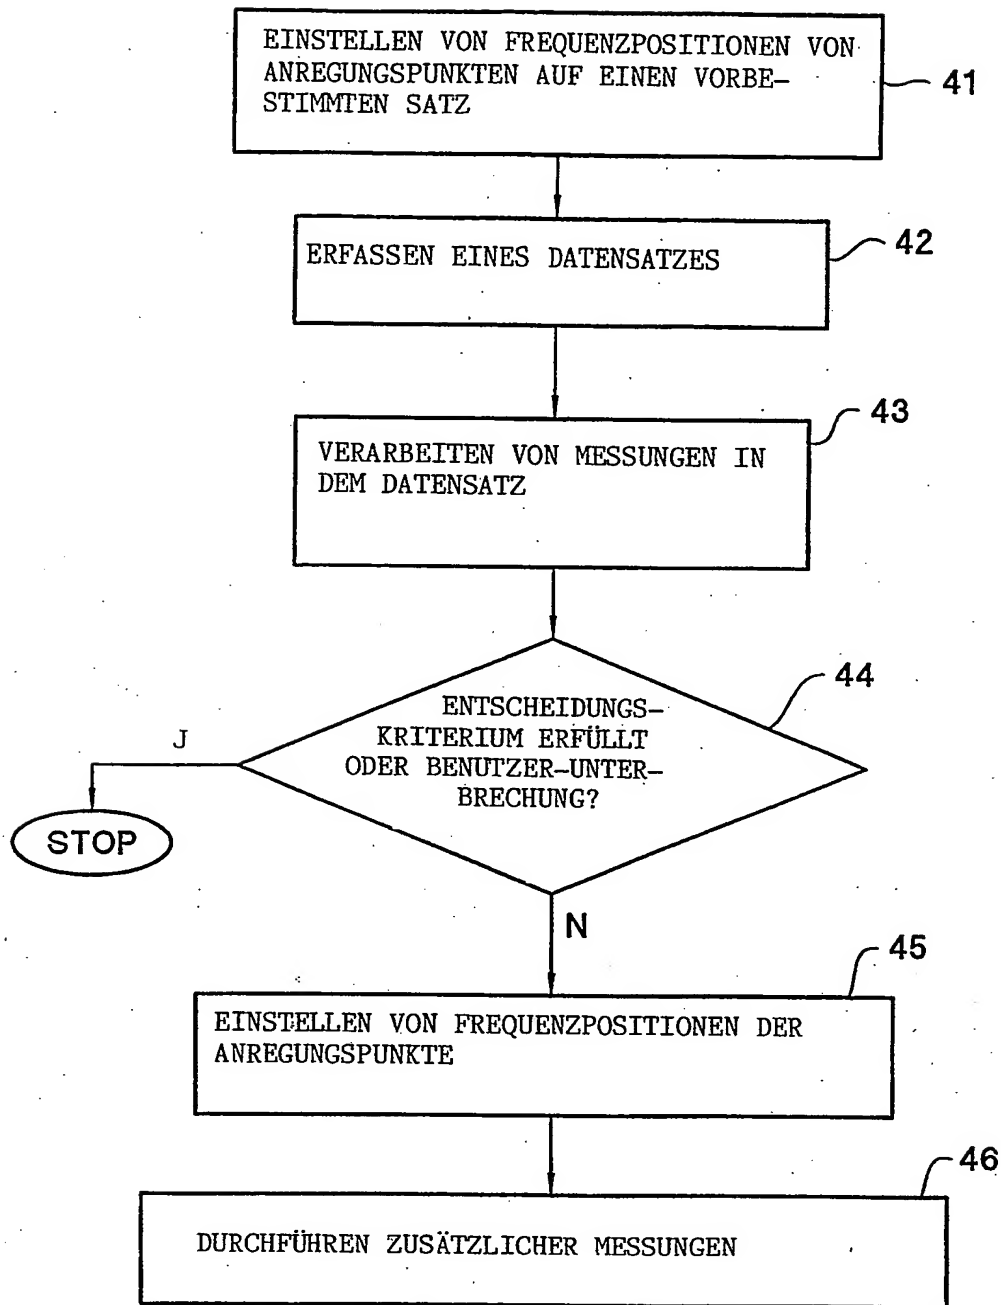 EINSTELLEN VON FREQUENZPOSITIONEN VON
ANREGUNGSPUNKTEN AUF EINEN VORBE-
STIMMTEN SATZ
41
ERFASSEN EINES DATENSATZES
42
VERARBEITEN VON MESSUNGEN IN
DEM DATENSATZ
43
ENTSCHEIDUNGS-
KRITERIUM ERFÜLLT
ODER BENUTZER-UNTER-
BRECHUNG?
44
J
STOP
N
EINSTELLEN VON FREQUENZPOSITIONEN DER
ANREGUNGSPUNKTE
45
DURCHFÜHREN ZUSÄTZLICHER MESSUNGEN
46